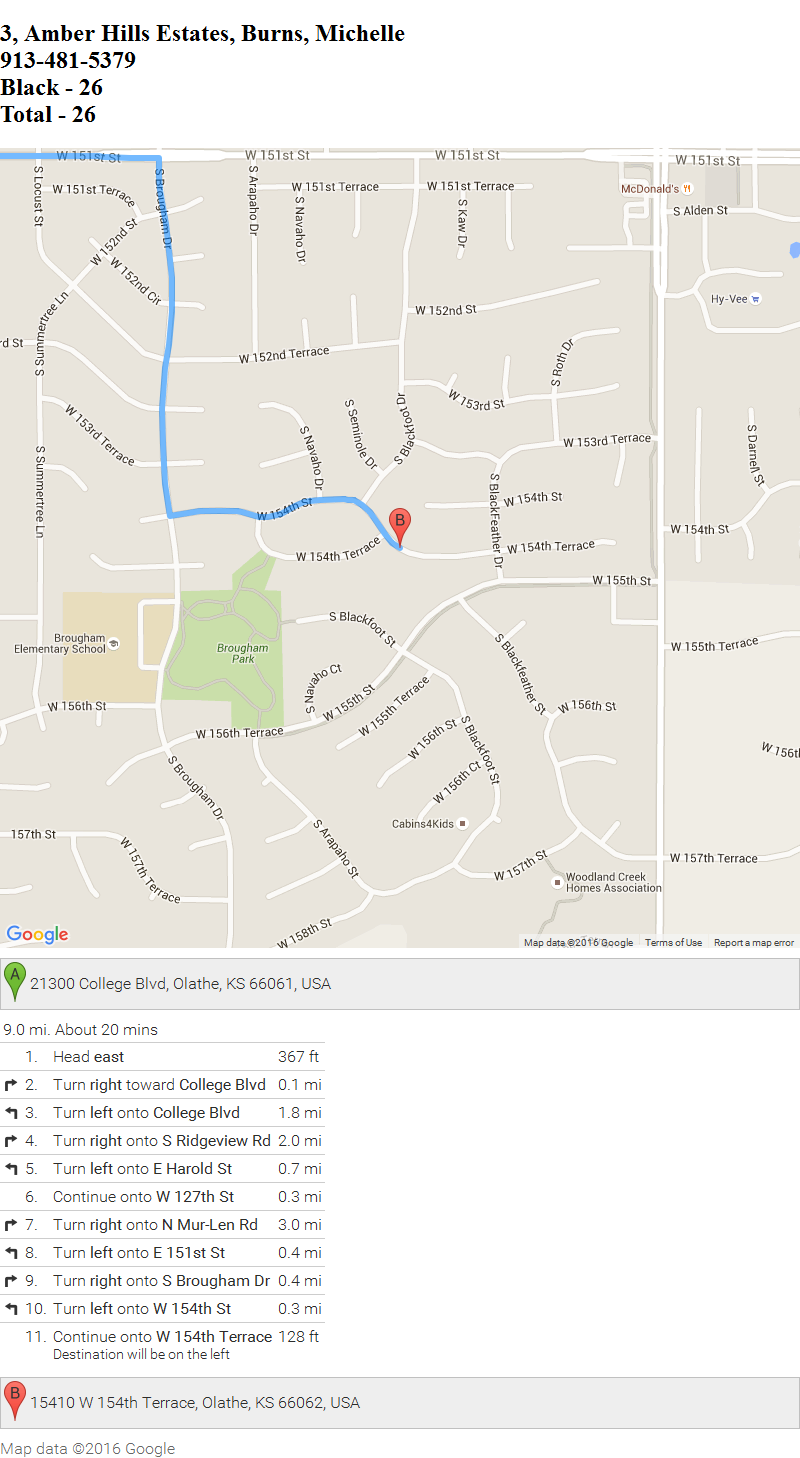 3, Amber Hills Estates, Burns, Michelle
913-481-5379
Black - 26
Total - 26
W 151st St
W 151st St
W 151st St
W 151st St
S Locust St
W 151st Terrace
S Brougham Dr
S Arapaho Dr
W 151st Terrace
S Navaho Dr
W 151st Terrace
S Kaw Dr
McDonald's
S Alden St
W 152nd St
W 152nd Cir
Hy-Vee
S Summertree Ln
W 152nd St
rd St
W 152nd Terrace
S Roth Dr
W 153rd St
S Blackfoot Dr
S Seminole Dr
W 153rd Terrace
S Navaho Dr
W 153rd Terrace
S Darnell St
S Summertree Ln
S BlackFeather Dr
W 154th St
W 154th St
W 154th St
B
W 154th Terrace
W 154th Terrace
W 155th St
S Blackfoot St
Brougham
Elementary School
Brougham
Park
W 155th Terrace
S Blackfeather St
S Navaho Ct
W 155th St
W 155th Terrace
W 156th St
W 156th St
W 156th Terrace
W 156th St
S Blackfoot St
W 156th
S Brougham Dr
W 156th Ct
157th St
W 157th Terrace
S Arapaho St
Cabins4Kids
W 157th St
W 157th Terrace
Woodland Creek
Homes Association
W 158th St
Google
Map data ©2016 Google Terms of Use Report a map error
A 21300 College Blvd, Olathe, KS 66061, USA
9.0 mi. About 20 mins
1. Head east 367 ft
2. Turn right toward College Blvd 0.1 mi
3. Turn left onto College Blvd 1.8 mi
4. Turn right onto S Ridgeview Rd 2.0 mi
5. Turn left onto E Harold St 0.7 mi
6. Continue onto W 127th St 0.3 mi
7. Turn right onto N Mur-Len Rd 3.0 mi
8. Turn left onto E 151st St 0.4 mi
9. Turn right onto S Brougham Dr 0.4 mi
10. Turn left onto W 154th St 0.3 mi
11. Continue onto W 154th Terrace 128 ft
Destination will be on the left
B 15410 W 154th Terrace, Olathe, KS 66062, USA
Map data ©2016 Google